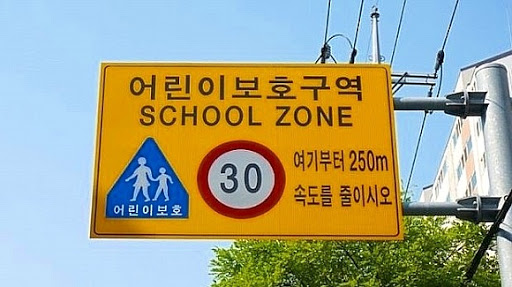 어린이보호구역
SCHOOL ZONE
어린이보호
30
여기부터 250m
속도를 줄이시오